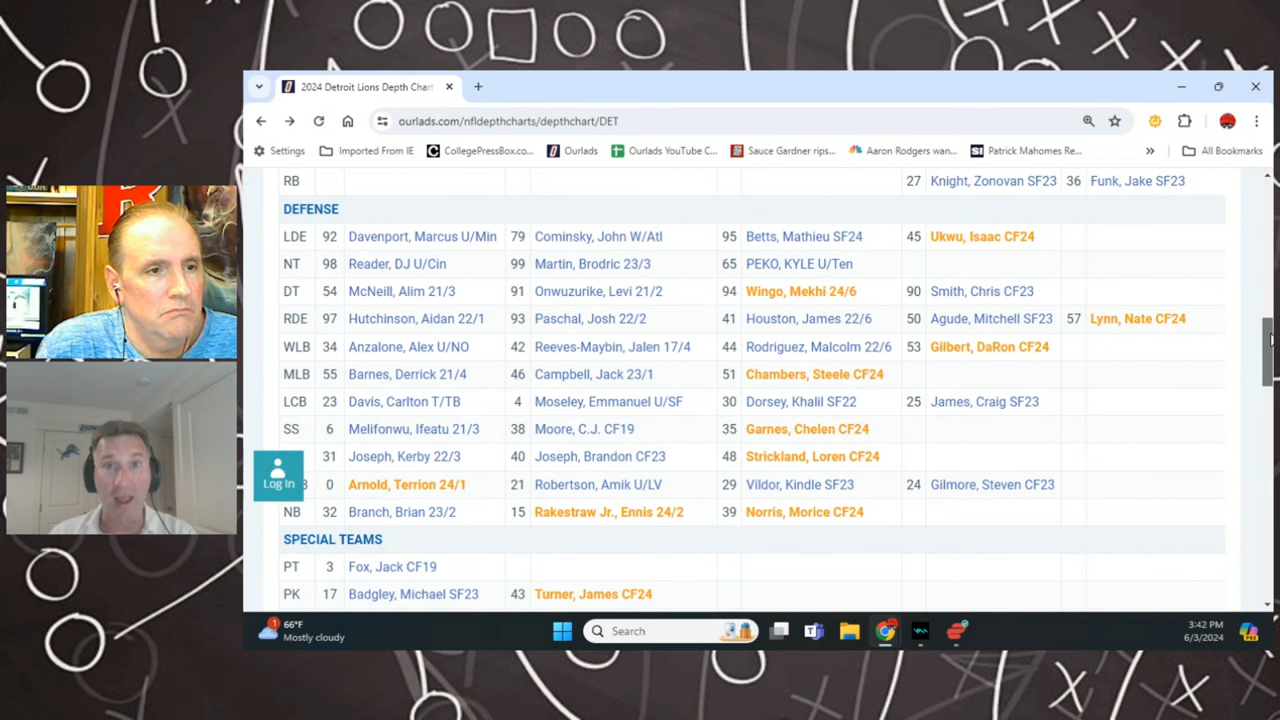 2024 Detroit Lions Depth Chart
ourlads.com/nfldepthcharts/depthchart/DET
Settings Imported From IE CollegePressBox.co... Ourlads Ourlads YouTube C... Sauce Gardner rips... Aaron Rodgers wan... Patrick Mahomes Re... » All Bookmarks
RB 27 Knight, Zonovan SF23 36 Funk, Jake SF23
DEFENSE
LDE 92 Davenport, Marcus U/Min 79 Cominsky, John W/Atl 95 Betts, Mathieu SF24 45 Ukwu, Isaac CF24
NT 98 Reader, DJ U/Cin 99 Martin, Brodric 23/3 65 PEKO, KYLE U/Ten
DT 54 McNeill, Alim 21/3 91 Onwuzurike, Levi 21/2 94 Wingo, Mekhi 24/6 90 Smith, Chris CF23
RDE 97 Hutchinson, Aidan 22/1 93 Paschal, Josh 22/2 41 Houston, James 22/6 50 Agude, Mitchell SF23 57 Lynn, Nate CF24
WLB 34 Anzalone, Alex U/NO 42 Reeves-Maybin, Jalen 17/4 44 Rodriguez, Malcolm 22/6 53 Gilbert, DaRon CF24
MLB 55 Barnes, Derrick 21/4 46 Campbell, Jack 23/1 51 Chambers, Steele CF24
LCB 23 Davis, Carlton T/TB 4 Moseley, Emmanuel U/SF 30 Dorsey, Khalil SF22 25 James, Craig SF23
SS 6 Melifonwu, Ifeatu 21/3 38 Moore, C.J. CF19 35 Garnes, Chelen CF24
31 Joseph, Kerby 22/3 40 Joseph, Brandon CF23 48 Strickland, Loren CF24
Log In
0 Arnold, Terrion 24/1 21 Robertson, Amik U/LV 29 Vildor, Kindle SF23 24 Gilmore, Steven CF23
NB 32 Branch, Brian 23/2 15 Rakestraw Jr., Ennis 24/2 39 Norris, Morice CF24
SPECIAL TEAMS
PT 3 Fox, Jack CF19
PK 17 Badgley, Michael SF23 43 Turner, James CF24
1 66°F
Mostly cloudy
Search
3:42 PM
6/3/2024